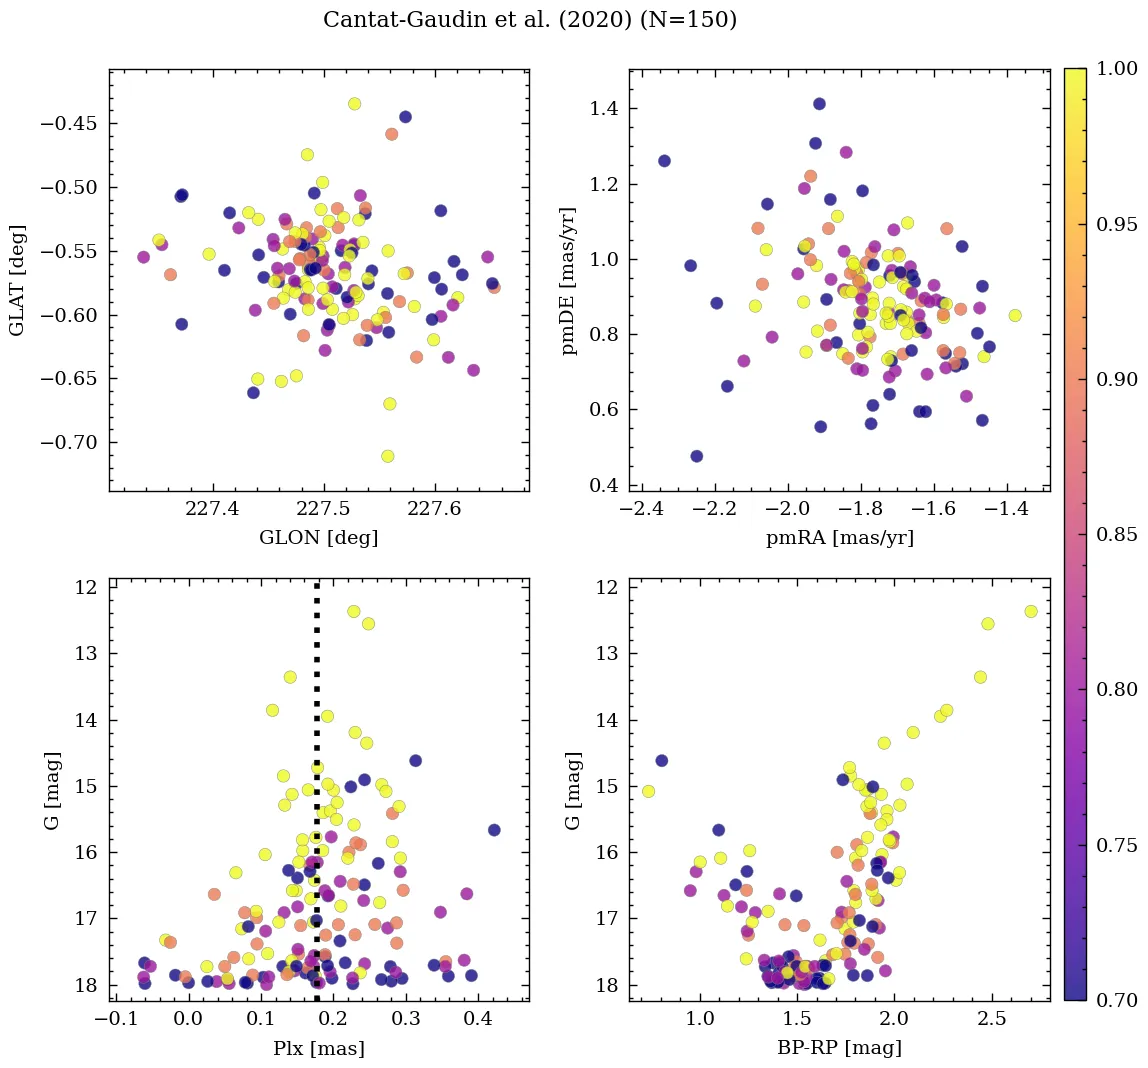 Cantat-Gaudin et al. (2020) (N=150)
−0.45
−0.50
−0.55
−0.60
−0.65
−0.70
GLAT [deg]
227.4 227.5 227.6
GLON [deg]
1.4
1.2
1.0
0.8
0.6
0.4
pmDE [mas/yr]
−2.4 −2.2 −2.0 −1.8 −1.6 −1.4
pmRA [mas/yr]
1.00
0.95
0.90
0.85
0.80
0.75
0.70
12
13
14
15
16
17
18
G [mag]
−0.1 0.0 0.1 0.2 0.3 0.4
Plx [mas]
12
13
14
15
16
17
18
G [mag]
1.0 1.5 2.0 2.5
BP-RP [mag]